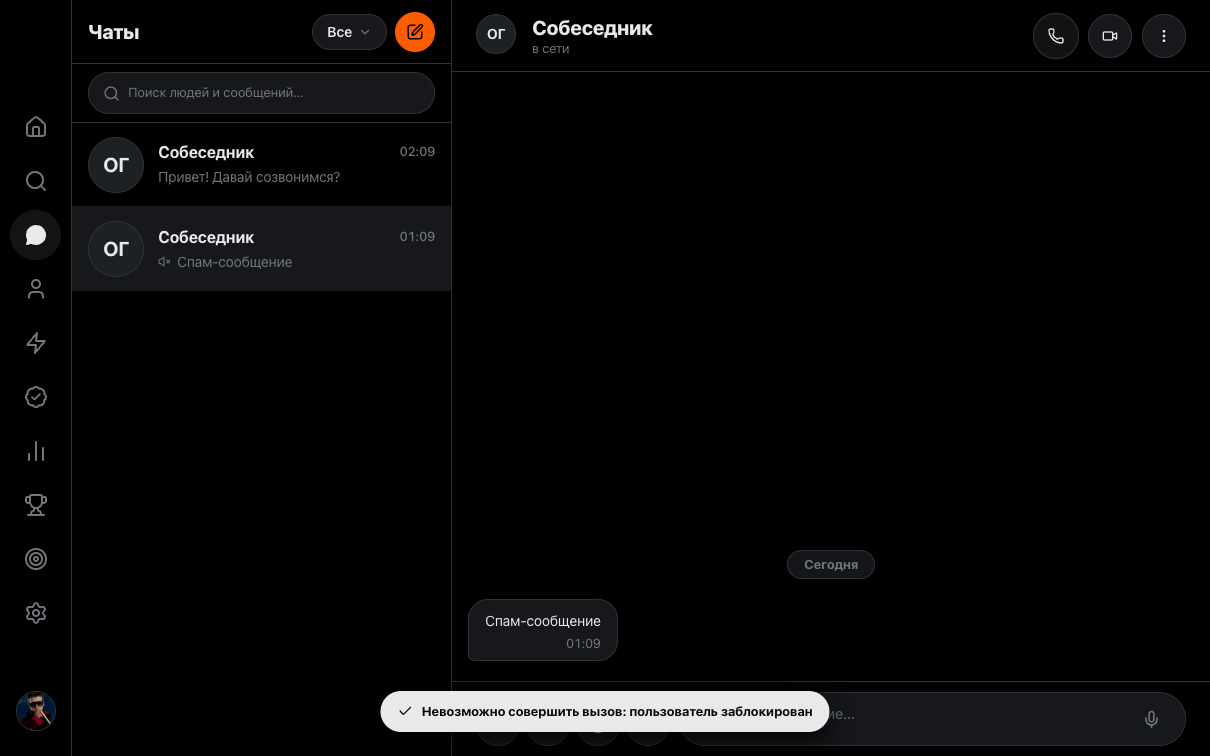 Чаты
Все
Поиск людей и сообщений...
ОГ
Собеседник
02:09
Привет! Давай созвонимся?
ОГ
Собеседник
01:09
Спам-сообщение
ОГ
Собеседник
в сети
Сегодня
Спам-сообщение
01:09
Невозможно совершить вызов: пользователь заблокирован